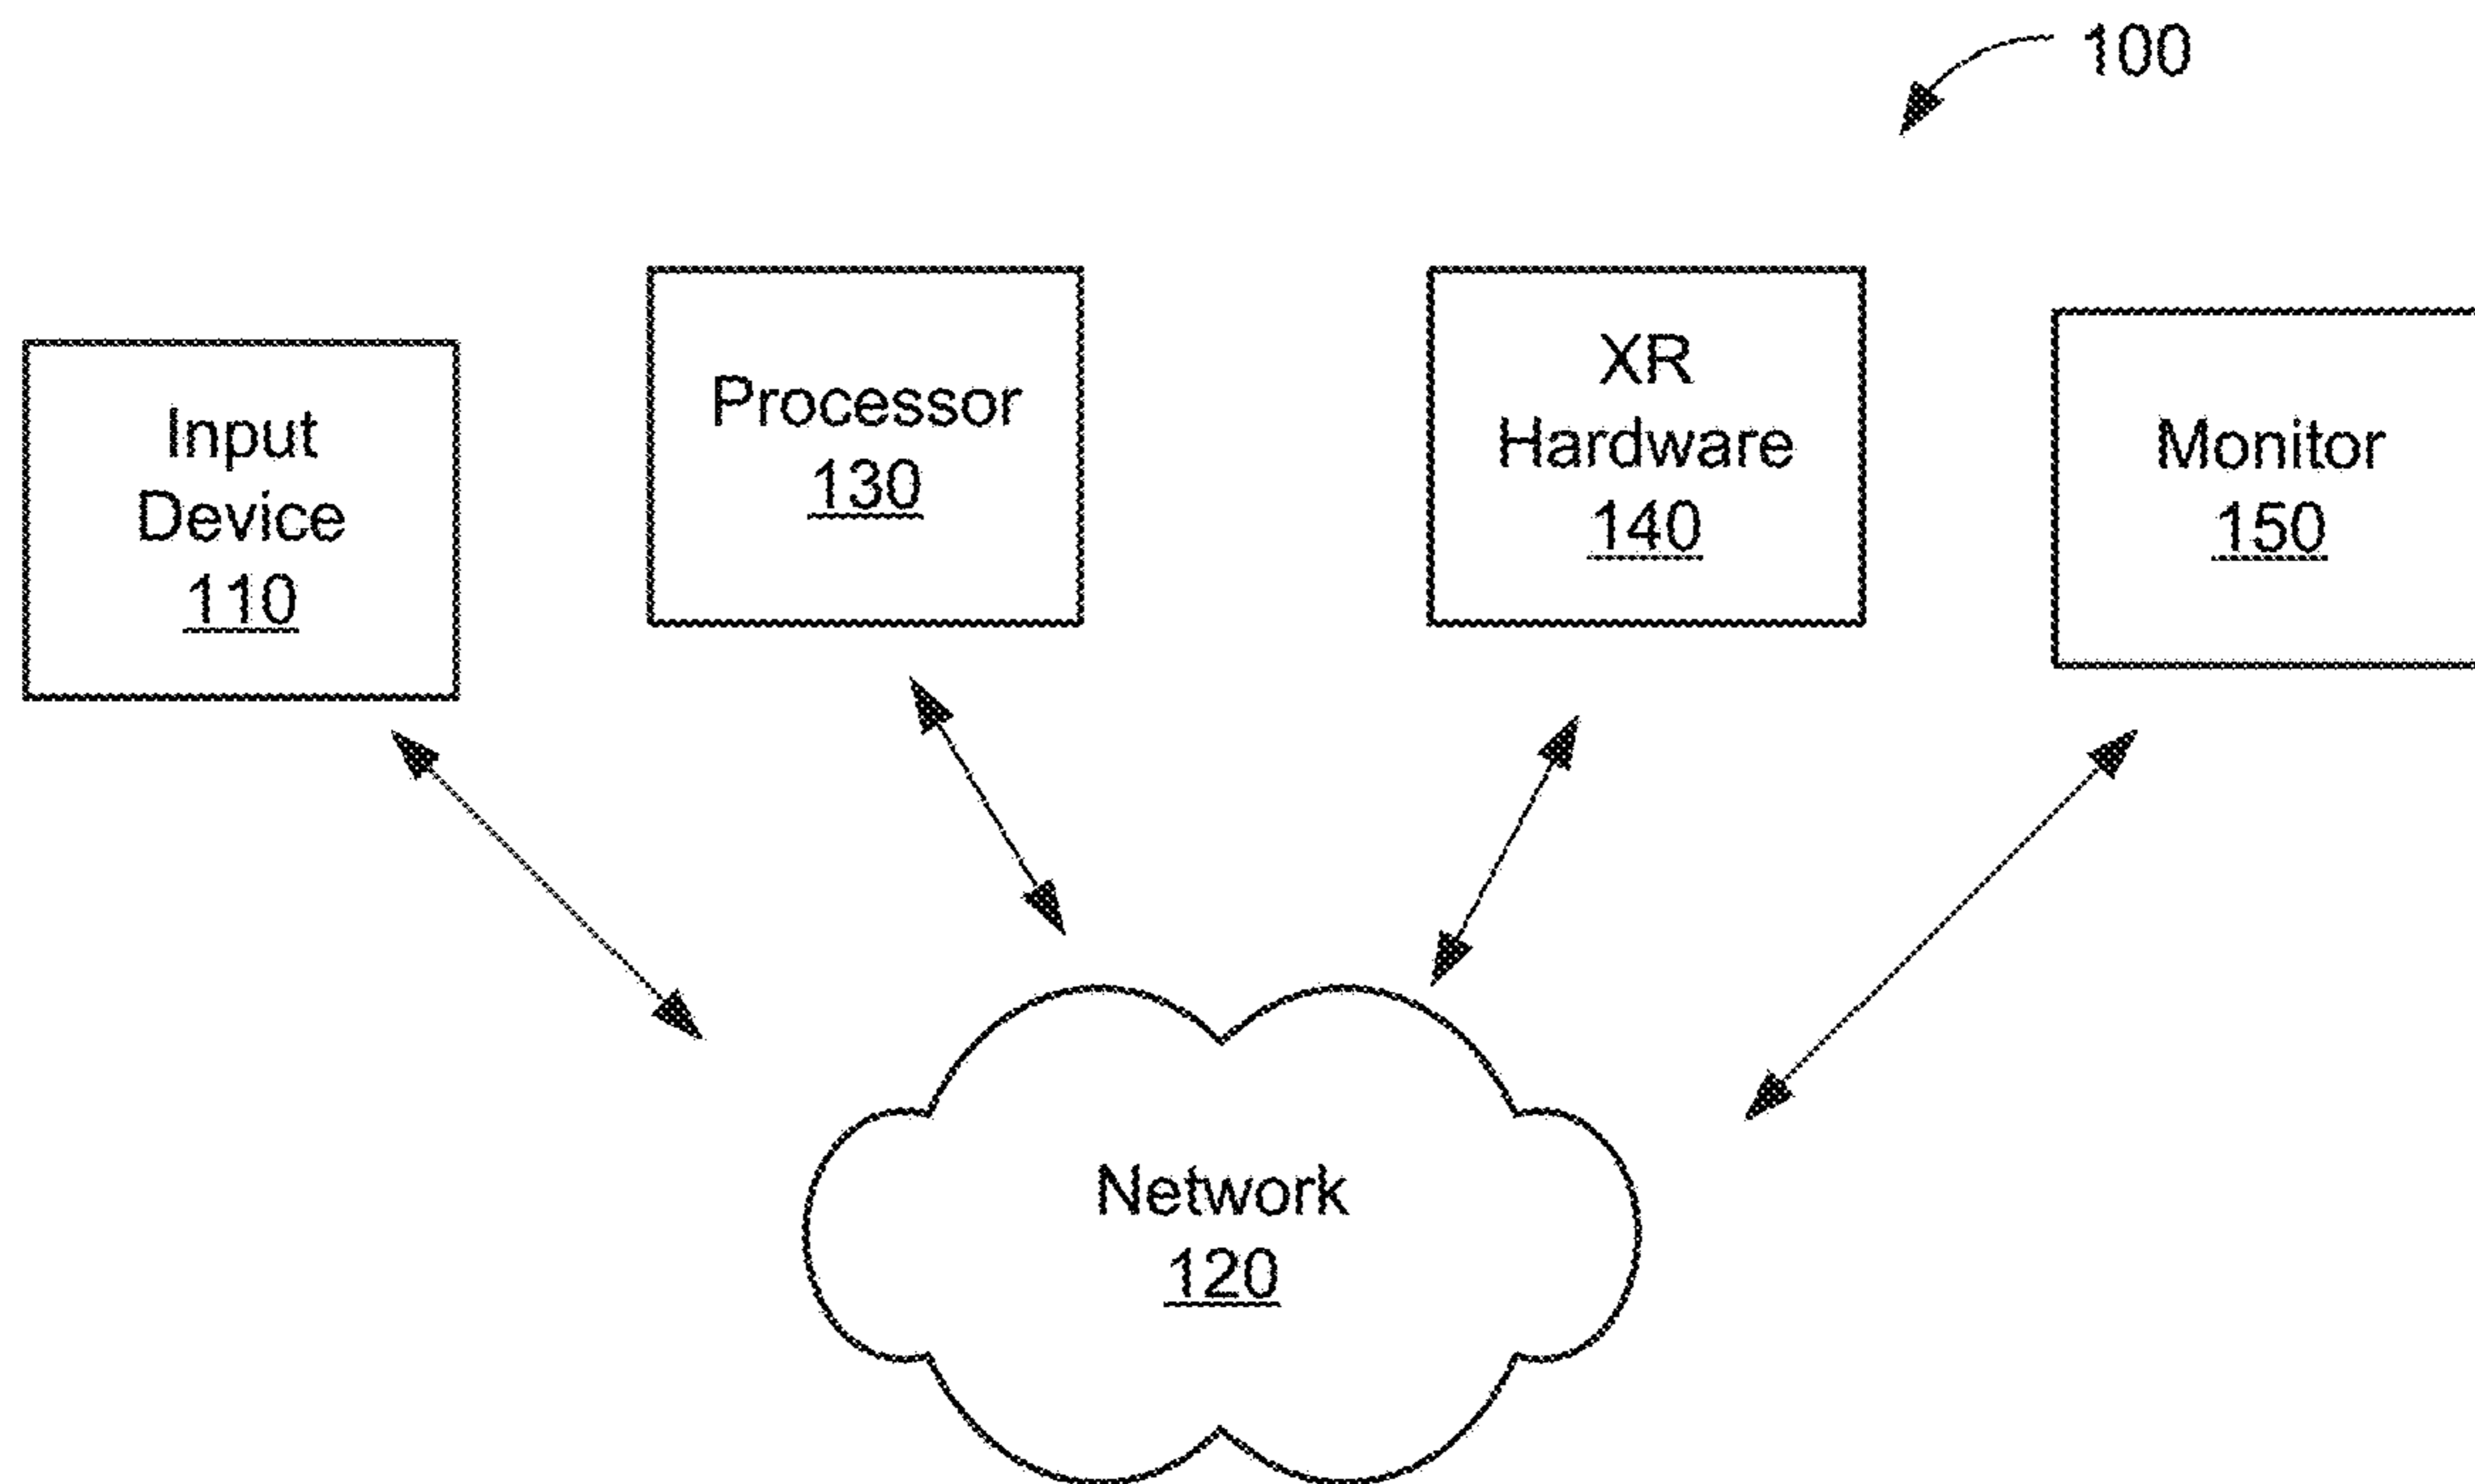 100
Input
Device
110
Processor
130
XR
Hardware
140
Monitor
150
Network
120